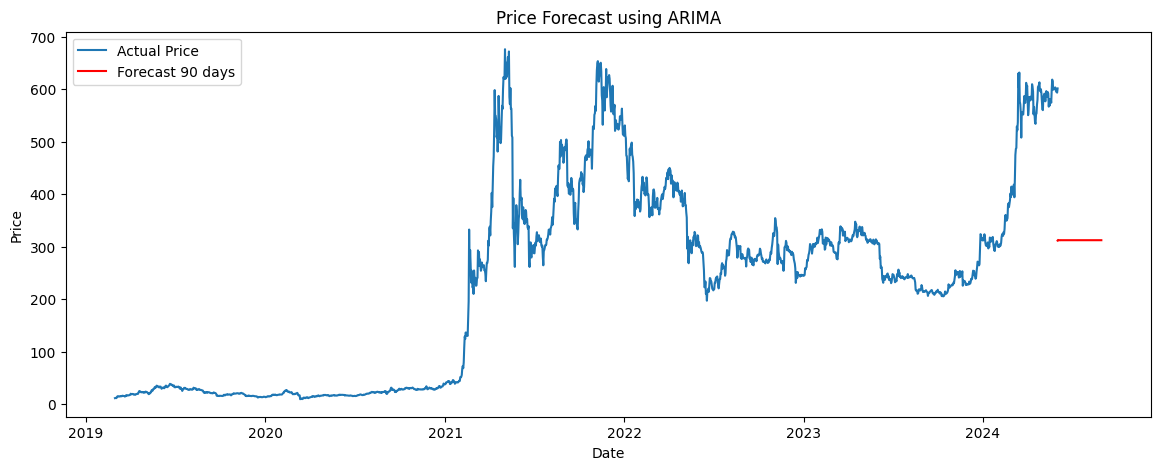 Price Forecast using ARIMA
Actual Price
Forecast 90 days
700
600
500
400
300
200
100
0
Price
2019 2020 2021 2022 2023 2024
Date